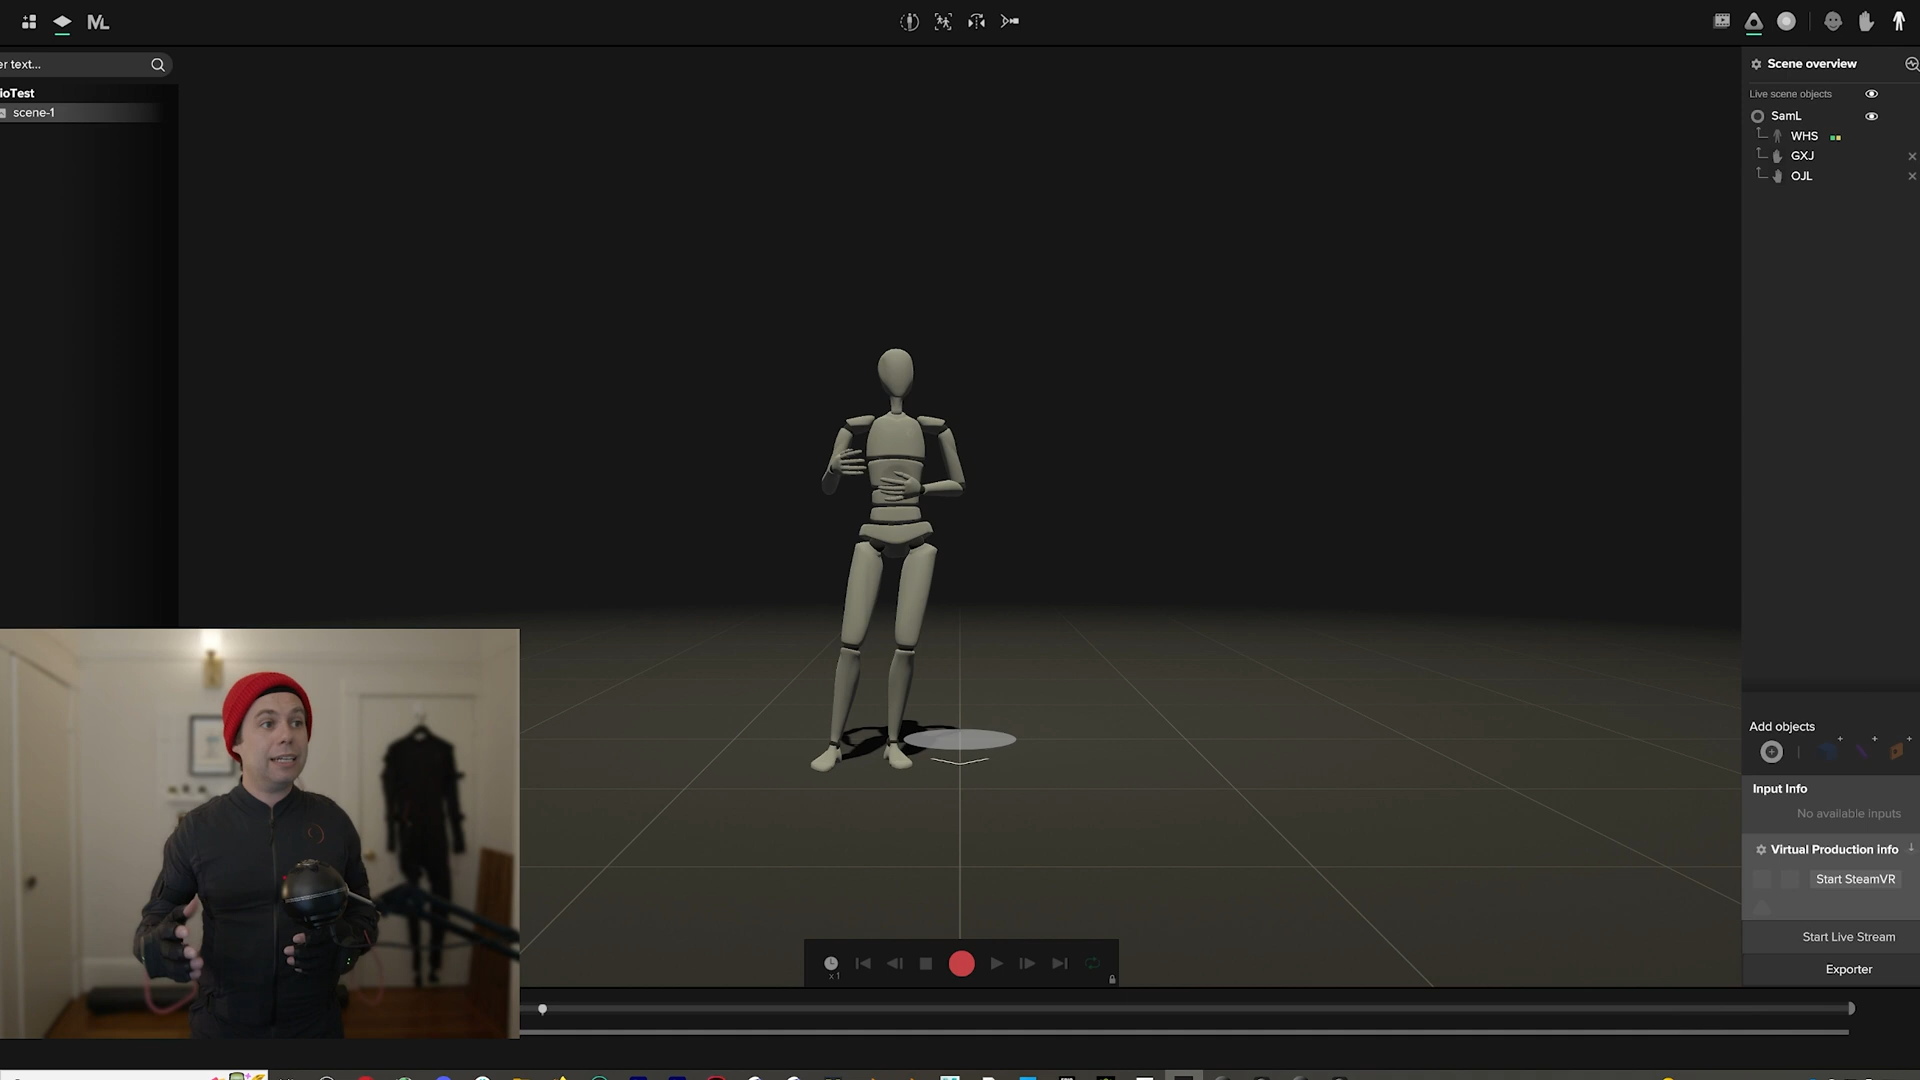 ML
er text...
ioTest
scene-1
Scene overview
Live scene objects
SamL
WHS
GXJ
OJL
Add objects
Input Info
No available inputs
Virtual Production info
Start SteamVR
Start Live Stream
Exporter
x1